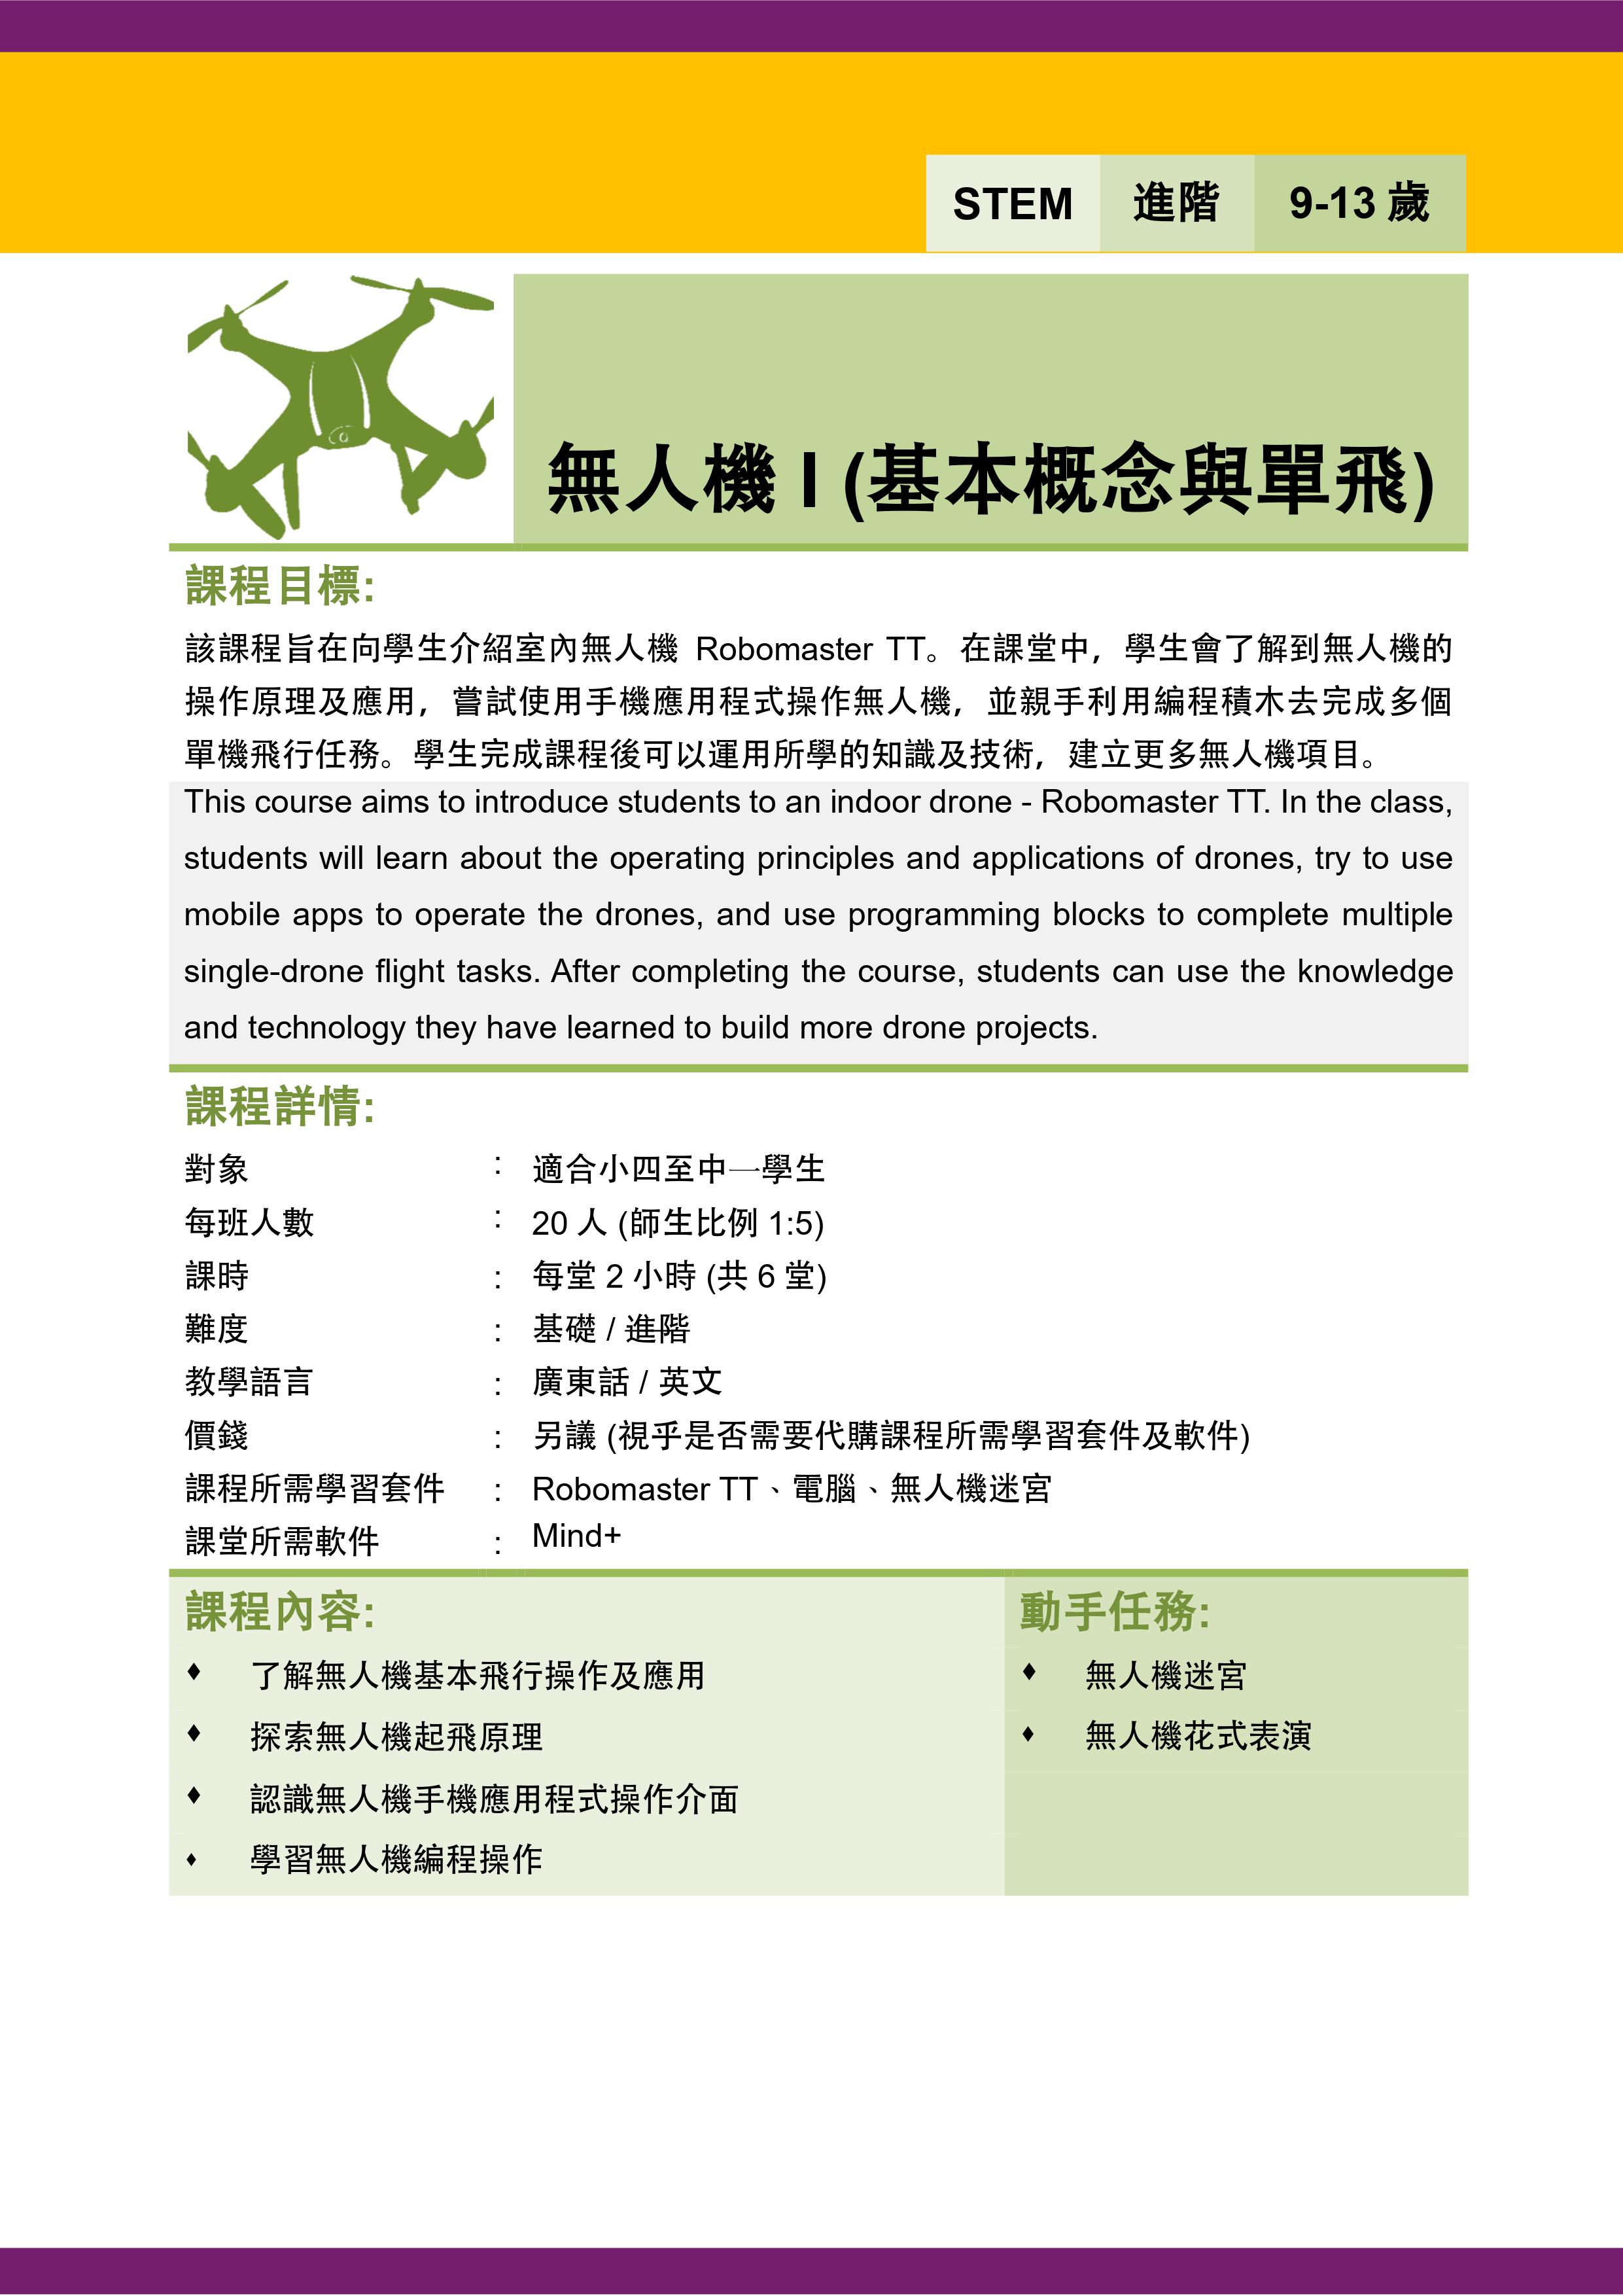 STEM 進階 9-13 歲
無人機 I (基本概念與單飛)
課程目標:
該課程旨在向學生介紹室內無人機 Robomaster TT。在課堂中，學生會了解到無人機的
操作原理及應用，嘗試使用手機應用程式操作無人機，並親手利用編程積木去完成多個
單機飛行任務。學生完成課程後可以運用所學的知識及技術，建立更多無人機項目。
This course aims to introduce students to an indoor drone - Robomaster TT. In the class,
students will learn about the operating principles and applications of drones, try to use
mobile apps to operate the drones, and use programming blocks to complete multiple
single-drone flight tasks. After completing the course, students can use the knowledge
and technology they have learned to build more drone projects.
課程詳情:
對象 : 適合小四至中一學生
每班人數 : 20 人 (師生比例 1:5)
課時 : 每堂 2 小時 (共 6 堂)
難度 : 基礎 / 進階
教學語言 : 廣東話 / 英文
價錢 : 另議 (視乎是否需要代購課程所需學習套件及軟件)
課程所需學習套件 : Robomaster TT、電腦、無人機迷宮
課堂所需軟件 : Mind+
課程內容:
♦ 了解無人機基本飛行操作及應用
♦ 探索無人機起飛原理
♦ 認識無人機手機應用程式操作介面
♦ 學習無人機編程操作
動手任務:
♦ 無人機迷宮
♦ 無人機花式表演